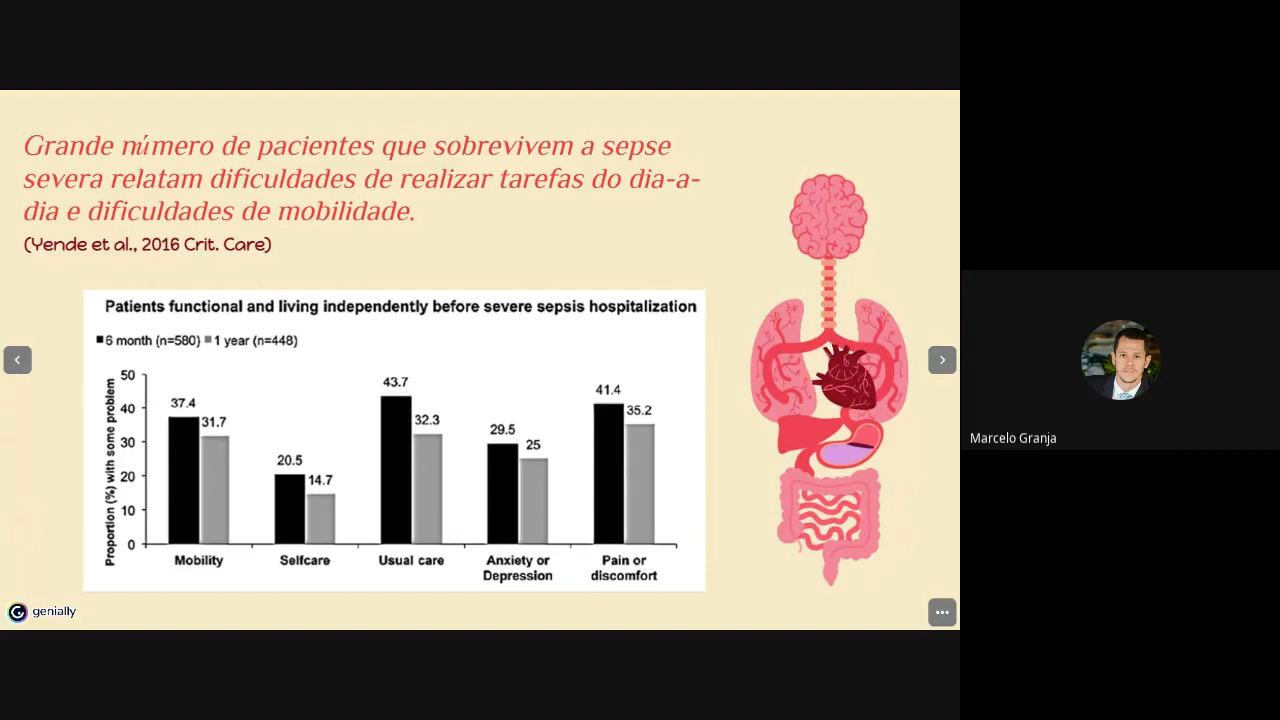 Grande número de pacientes que sobrevivem a sepse
severa relatam dificuldades de realizar tarefas do dia-a-
dia e dificuldades de mobilidade.
(Yende et al., 2016 Crit. Care)
Patients functional and living independently before severe sepsis hospitalization
6 month (n=580) 1 year (n=448)
Proportion (%) with some problem
50
40
30
20
10
0
37.4
31.7
20.5
14.7
43.7
32.3
29.5
25
41.4
35.2
Mobility
Selfcare
Usual care
Anxiety or
Depression
Pain or
discomfort
genially
Marcelo Granja